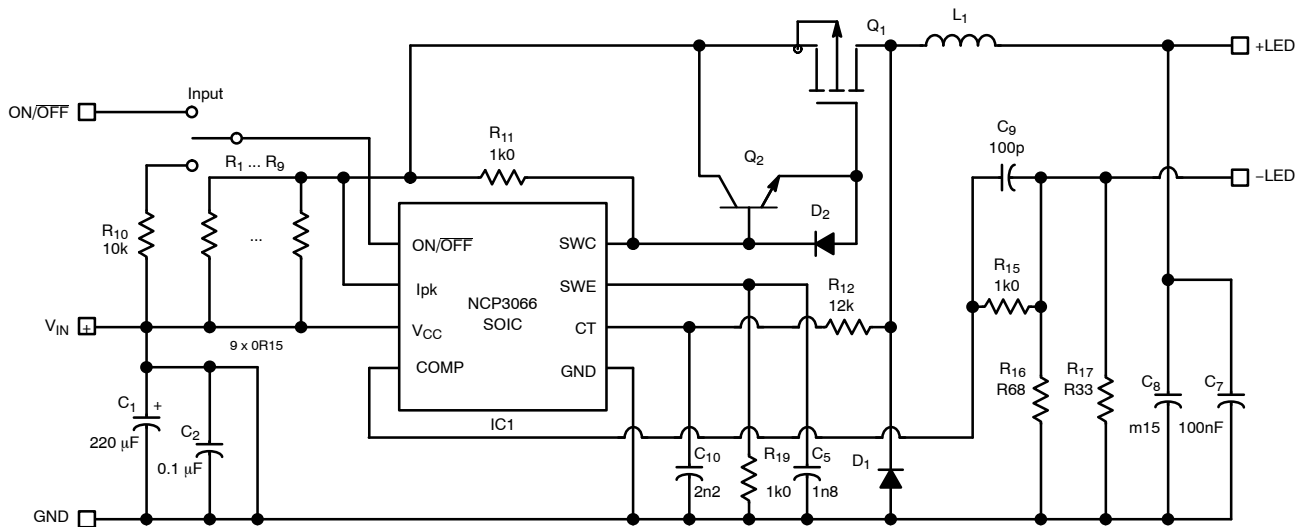 Q1
L1
+LED
ON/OFF
Input
R11
1k0
C9
100p
R1 ... R9
Q2
−LED
R10
10k
...
ON/OFF
SWC
D2
Ipk
SWE
R12
12k
R15
1k0
NCP3066
SOIC
VIN
+
VCC
CT
9 x 0R15
COMP
GND
R16
R68
R17
R33
C8
m15
C7
100nF
C1
+
220 µF
C2
0.1 µF
IC1
C10
2n2
R19
1k0
C5
1n8
D1
GND